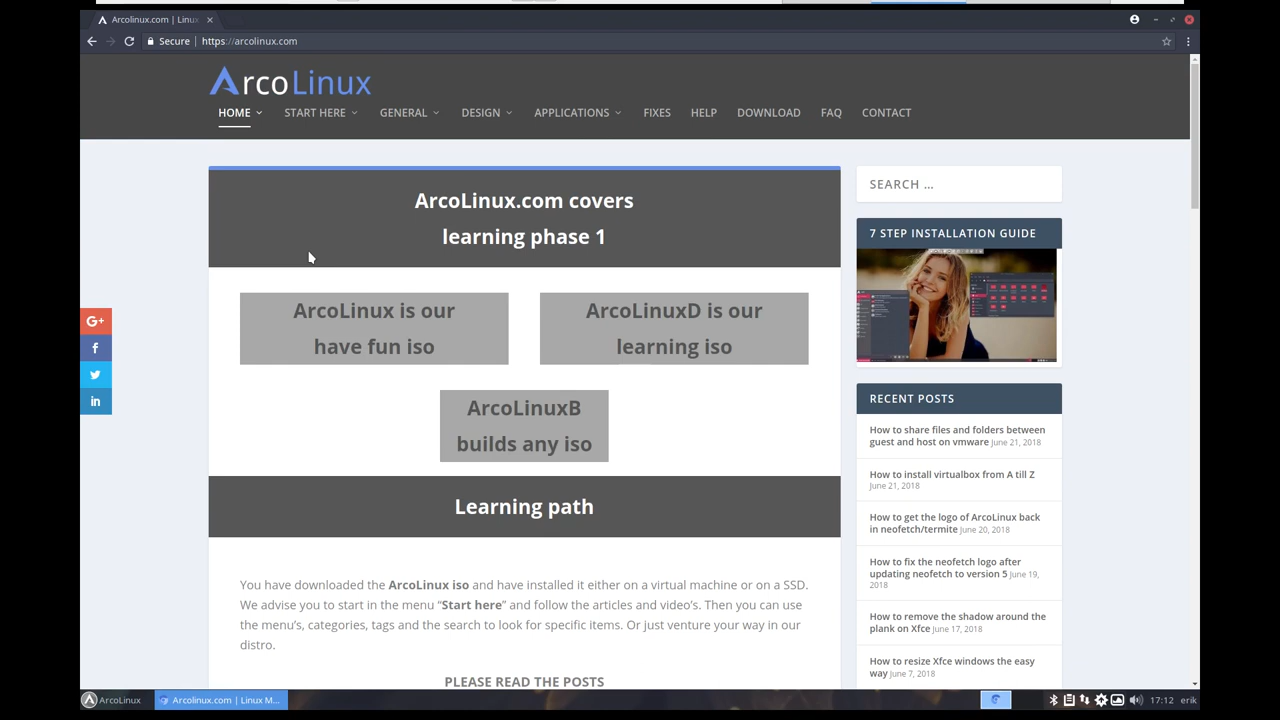 Arcolinux.com | Linux
Secure
https://arcolinux.com
ArcoLinux
HOME
START HERE
GENERAL
DESIGN
APPLICATIONS
FIXES
HELP
DOWNLOAD
FAQ
CONTACT
ArcoLinux.com covers
learning phase 1
ArcoLinux is our
have fun iso
ArcoLinuxD is our
learning iso
ArcoLinuxB
builds any iso
Learning path
You have downloaded the ArcoLinux iso and have installed it either on a virtual machine or on a SSD.
We advise you to start in the menu “Start here” and follow the articles and video’s. Then you can use
the menu’s, categories, tags and the search to look for specific items. Or just venture your way in our
distro.
PLEASE READ THE POSTS
SEARCH …
7 STEP INSTALLATION GUIDE
RECENT POSTS
How to share files and folders between
guest and host on vmware June 21, 2018
How to install virtualbox from A till Z
June 21, 2018
How to get the logo of ArcoLinux back
in neofetch/termite June 20, 2018
How to fix the neofetch logo after
updating neofetch to version 5 June 19,
2018
How to remove the shadow around the
plank on Xfce June 17, 2018
How to resize Xfce windows the easy
way June 7, 2018
G+
f
in
ArcoLinux
Arcolinux.com | Linux M...
17:12
erik